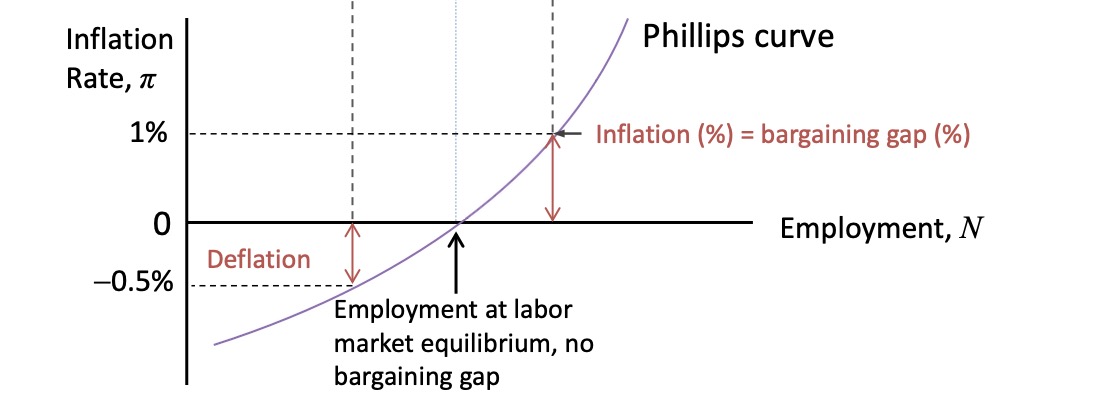 Inflation
Rate, π
Phillips curve
1%
Inflation (%) = bargaining gap (%)
0
Employment, N
Deflation
−0.5%
Employment at labor
market equilibrium, no
bargaining gap